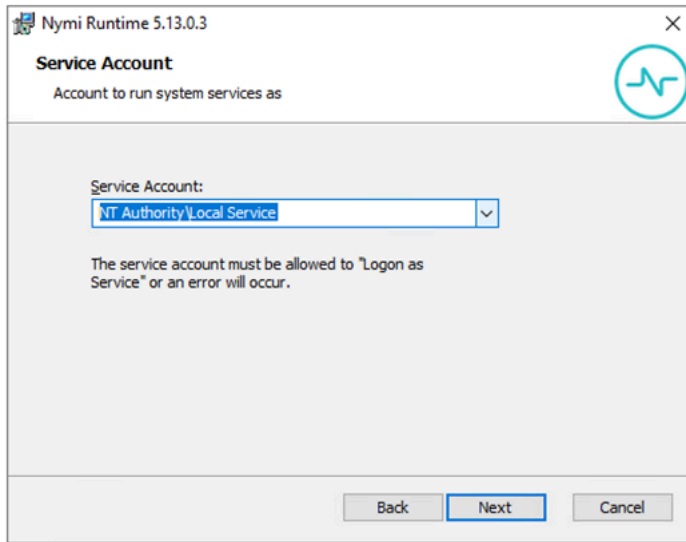 Nymi Runtime 5.13.0.3
Service Account
Account to run system services as
Service Account:
NT Authority\Local Service
The service account must be allowed to "Logon as
Service" or an error will occur.
Back Next Cancel